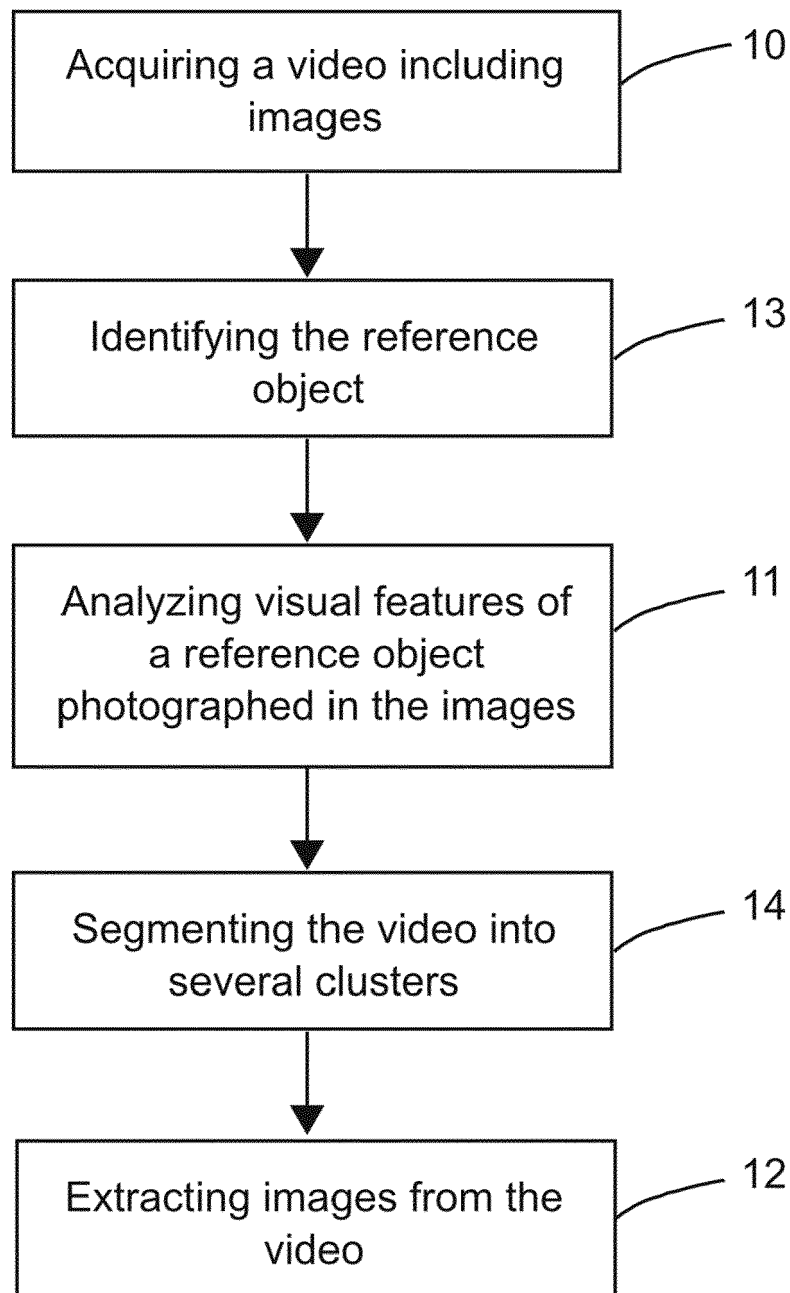 Acquiring a video including
images
10
Identifying the reference
object
13
Analyzing visual features of
a reference object
photographed in the images
11
Segmenting the video into
several clusters
14
Extracting images from the
video
12